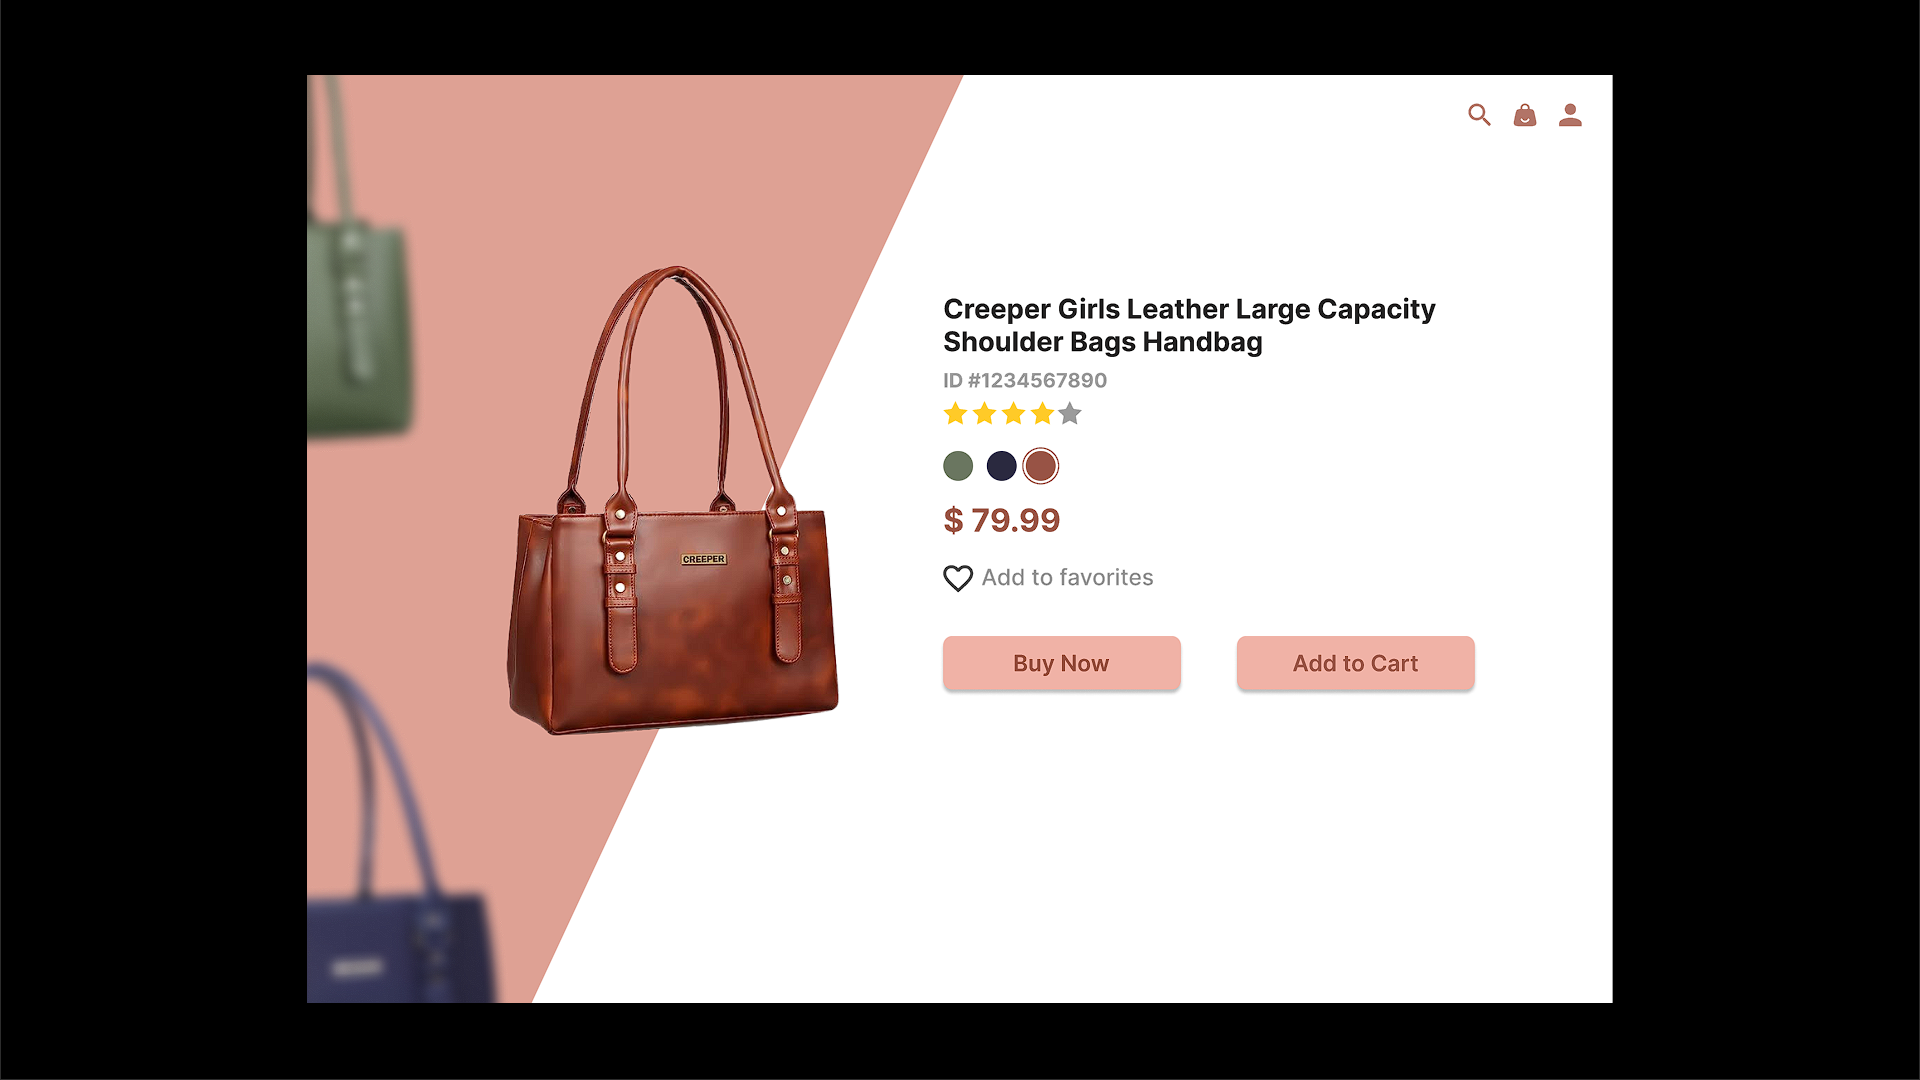 Creeper Girls Leather Large Capacity
Shoulder Bags Handbag
ID #1234567890
$ 79.99
Add to favorites
Buy Now
Add to Cart
CREEPER